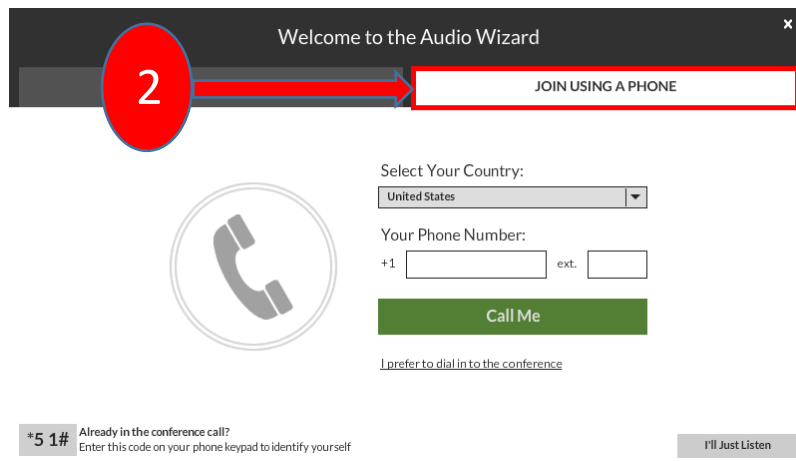 Welcome to the Audio Wizard
x
2
JOIN USING A PHONE
Select Your Country:
United States
Your Phone Number:
+1 ext.
Call Me
I prefer to dial in to the conference
*5 1#
Already in the conference call?
Enter this code on your phone keypad to identify yourself
I'll Just Listen